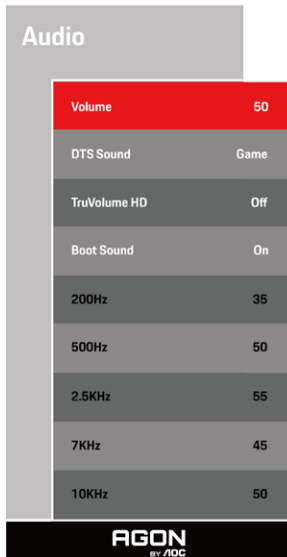 Audio
Volume 50
DTS Sound Game
TruVolume HD Off
Boot Sound On
200Hz 35
500Hz 50
2.5KHz 55
7KHz 45
10KHz 50
AGON
BY AOC